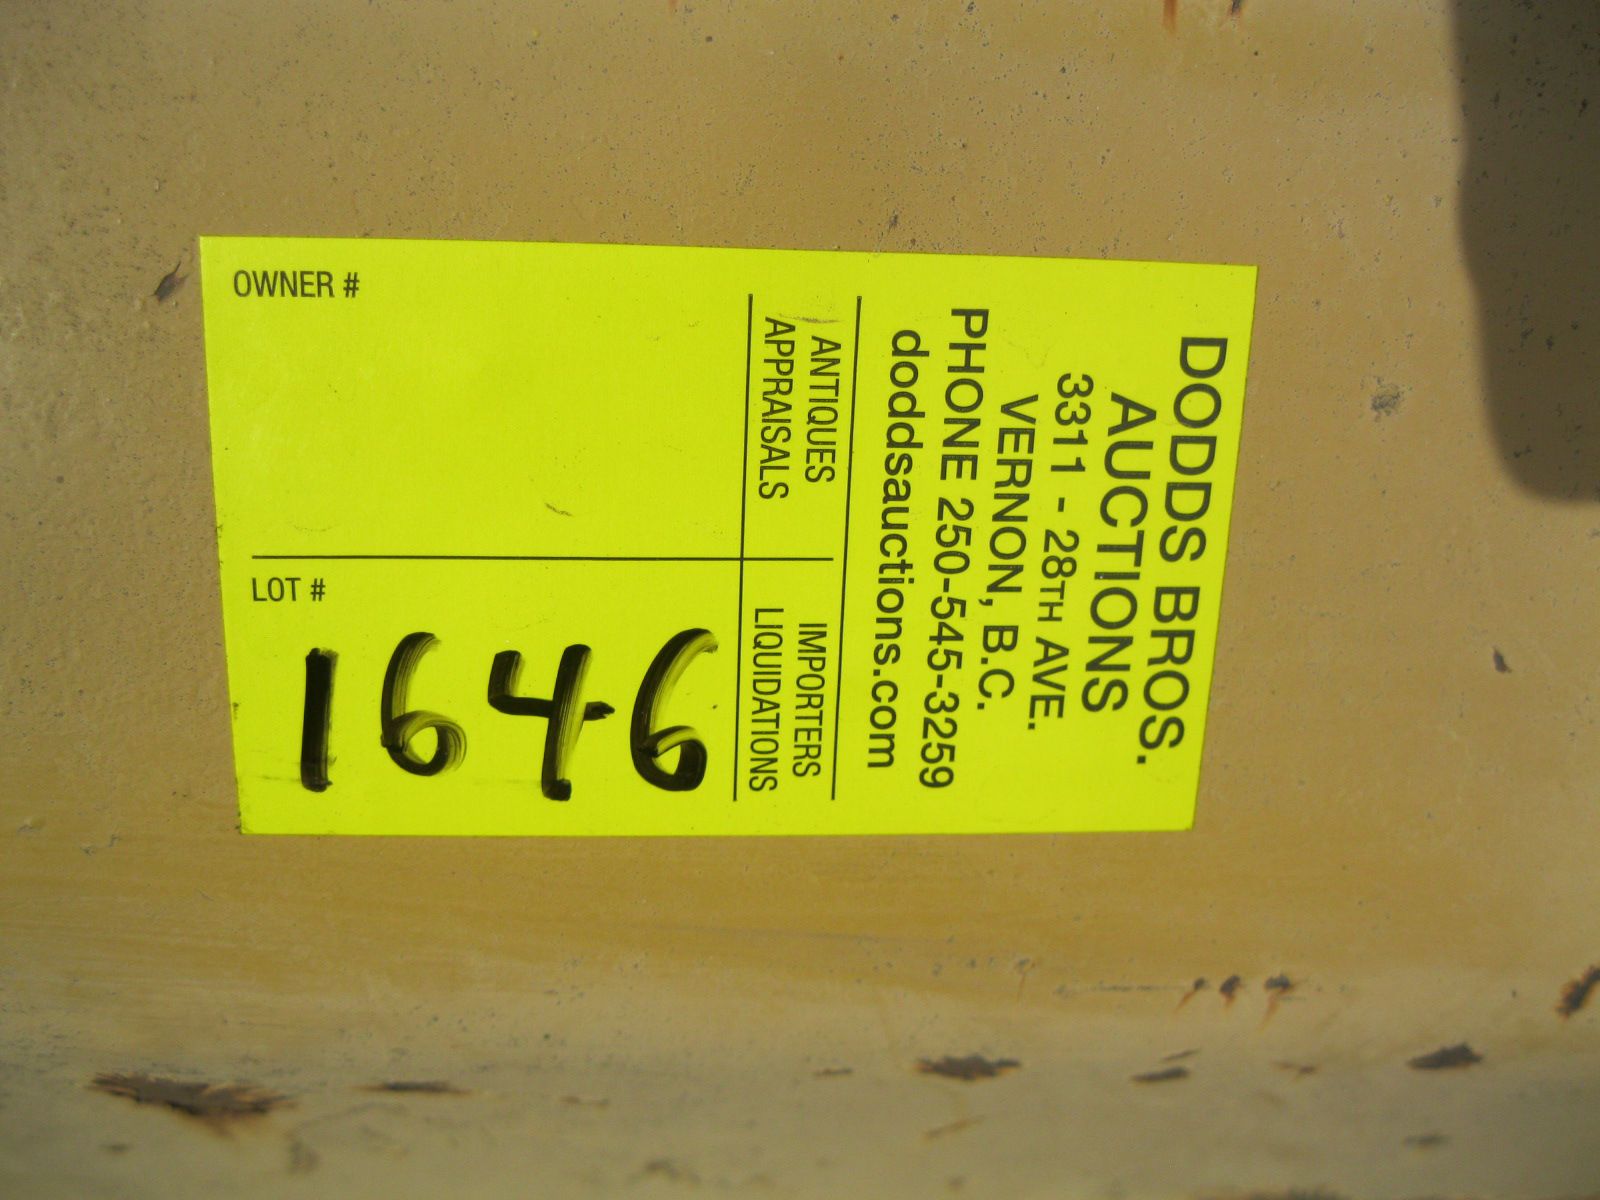 DODDS BROS.
AUCTIONS
3311 - 28TH AVE.
VERNON, B.C.
PHONE 250-545-3259
doddsauctions.com
ANTIQUES
APPRAISALS
IMPORTERS
LIQUIDATIONS
OWNER #
LOT #
1646